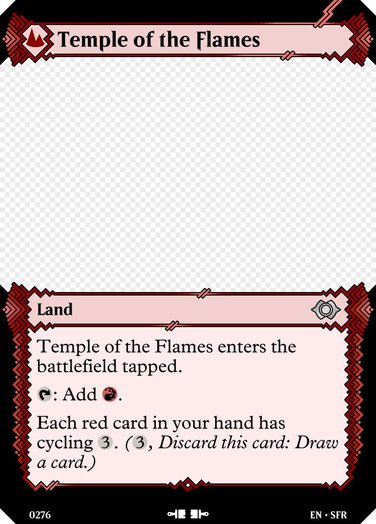 Temple of the Flames
Land
Temple of the Flames enters the
battlefield tapped.
: Add .
Each red card in your hand has
cycling 3. (3, Discard this card: Draw
a card.)
0276
EN • SFR